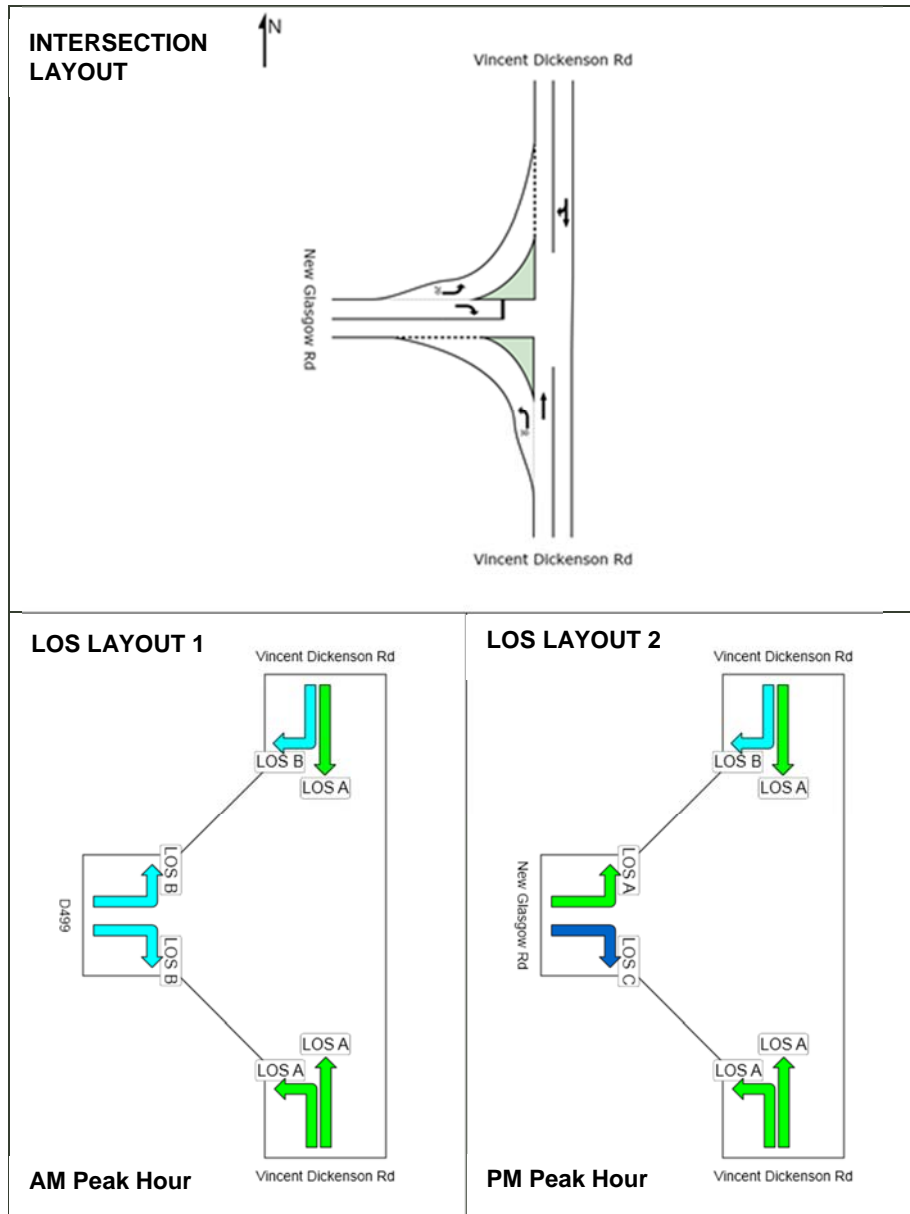 INTERSECTION
LAYOUT
N
Vincent Dickenson Rd
New Glasgow Rd
Vincent Dickenson Rd
LOS LAYOUT 1
Vincent Dickenson Rd
LOS B
LOS A
LOS B
D499
LOS B
LOS A
LOS A
AM Peak Hour
Vincent Dickenson Rd
LOS LAYOUT 2
Vincent Dickenson Rd
LOS B
LOS A
LOS A
New Glasgow Rd
LOS C
LOS A
LOS A
PM Peak Hour
Vincent Dickenson Rd